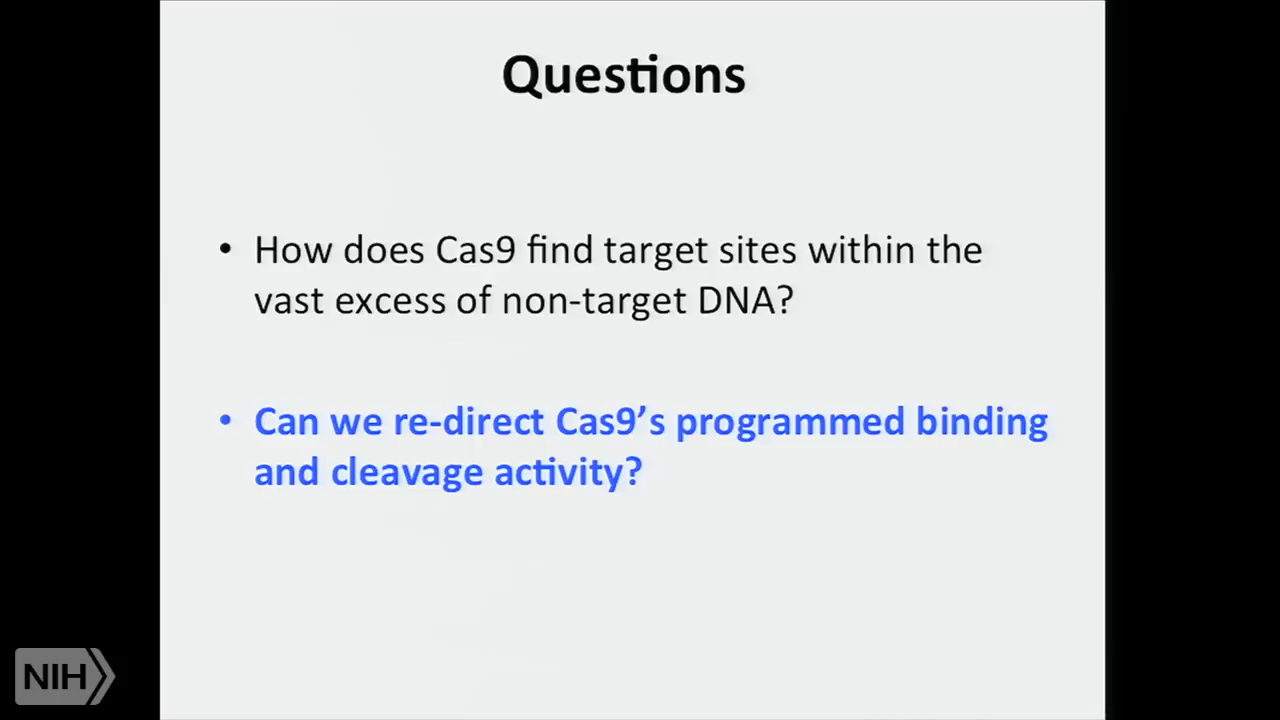 Questions
• How does Cas9 find target sites within the
vast excess of non-target DNA?
• Can we re-direct Cas9’s programmed binding
and cleavage activity?
NIH